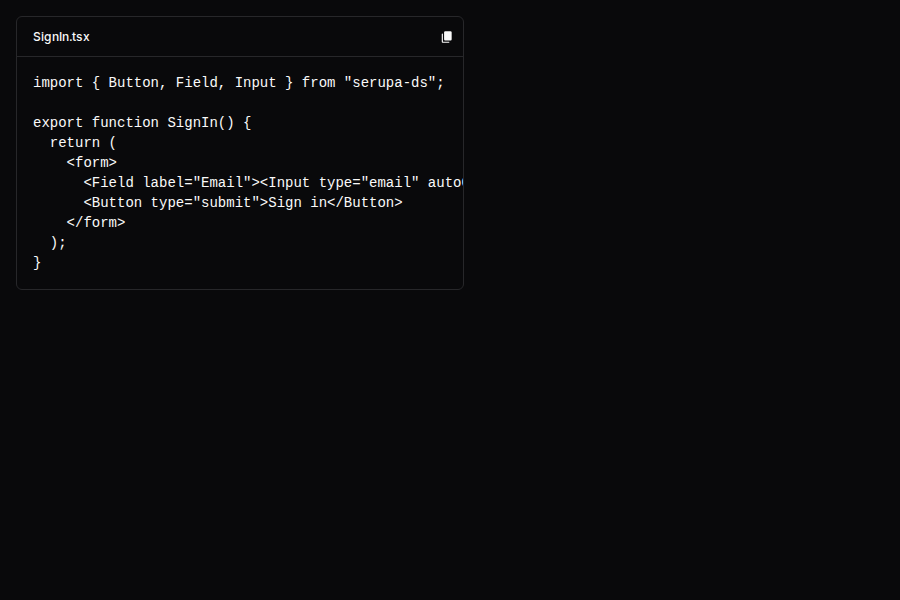 SignIn.tsx
import { Button, Field, Input } from "serupa-ds";
export function SignIn() {
  return (
    <form>
      <Field label="Email"><Input type="email"
      <Button type="submit">Sign in</Button>
    </form>
  );
}